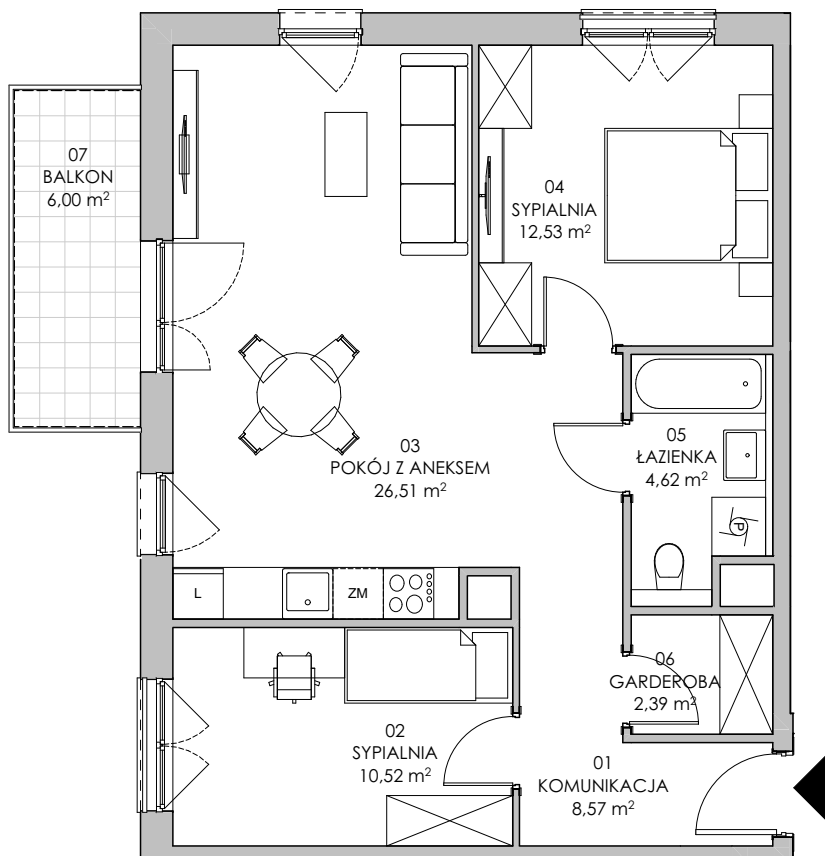 07
BALKON
6,00 m²
04
SYPIALNIA
12,53 m²
03
POKÓJ Z ANEKSEM
26,51 m²
05
ŁAZIENKA
4,62 m²
P
L
ZM
06
GARDEROBA
2,39 m²
02
SYPIALNIA
10,52 m²
01
KOMUNIKACJA
8,57 m²